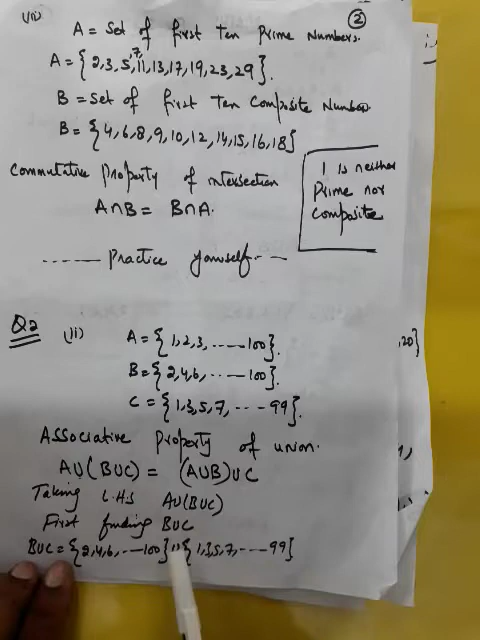 (ii) ②
A = Set of first Ten Prime Numbers.
A = {2,3,5,7,11,13,17,19,23,29}.
B = Set of first Ten Composite Number
B = {4,6,8,9,10,12,14,15,16,18}
Commutative Property of intersection
A∩B = B∩A.
1 is neither
Prime nor
Composite
------ Practice yourself ---
Q2 (ii) A = {1,2,3,.....100}.
B = {2,4,6,.....100}.
C = {1,3,5,7,....99}.
,20}
Associative Property of union.
A∪(B∪C) = (A∪B)∪C
Taking L.H.S A∪(B∪C)
First finding B∪C
B∪C = {2,4,6,....100} ∪ {1,3,5,7,....99}